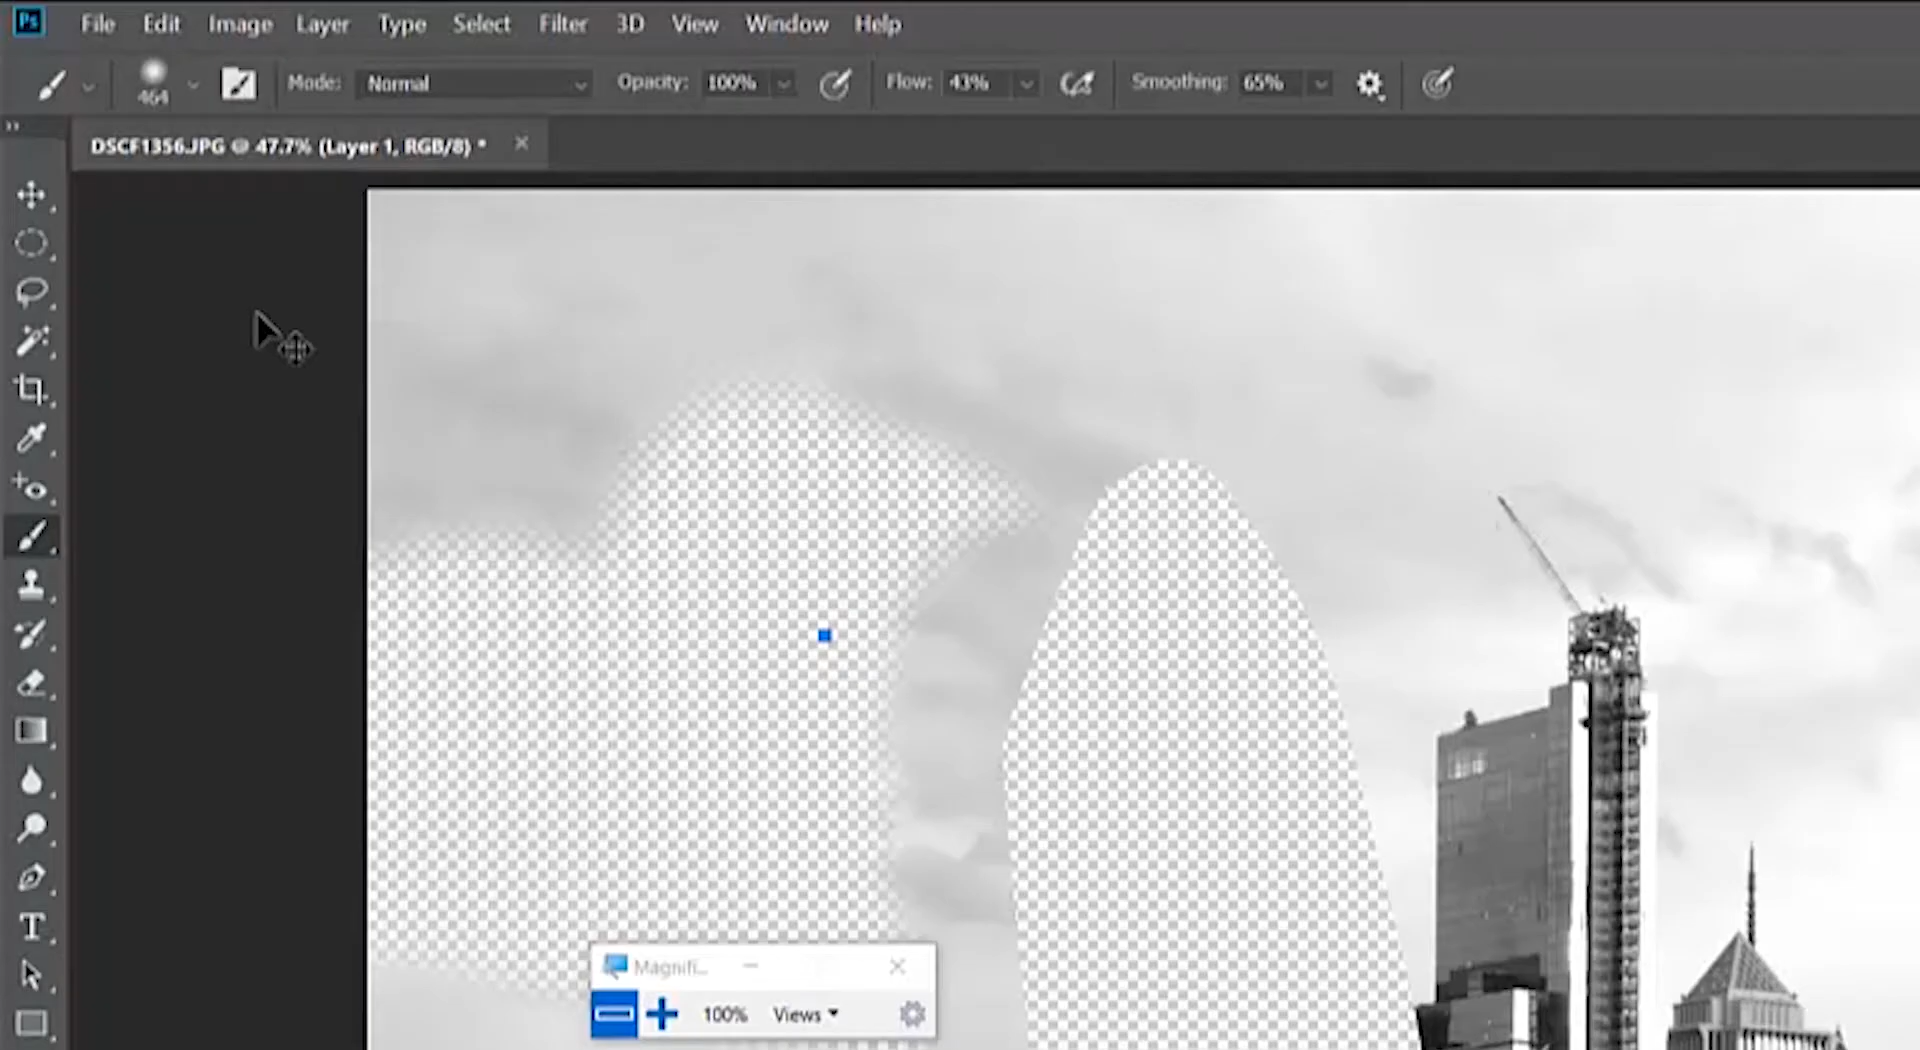 Ps File Edit Image Layer Type Select Filter 3D View Window Help
464 Mode: Normal Opacity: 100% Flow: 43% Smoothing: 65%
DSCF1356.JPG @ 47.7% (Layer 1, RGB/8) *
Magnifi...
100% Views